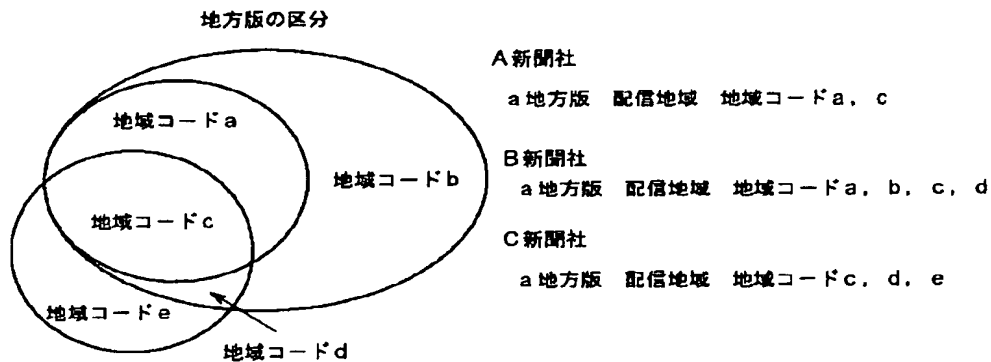 地方版の区分
地域コードa
地域コードb
地域コードc
地域コードe
地域コードd
A新聞社
a地方版 配信地域 地域コードa，c
B新聞社
a地方版 配信地域 地域コードa，b，c，d
C新聞社
a地方版 配信地域 地域コードc，d，e